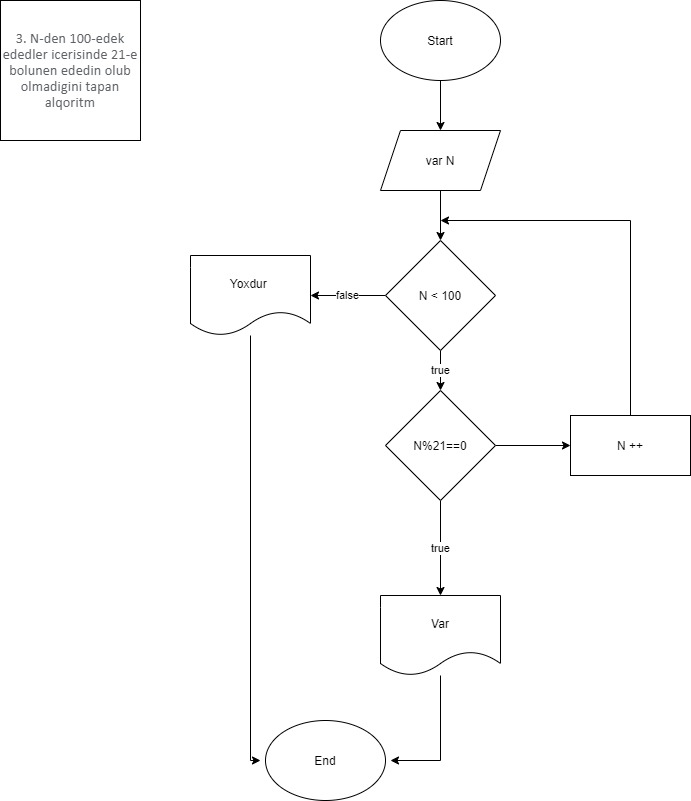 3. N-den 100-edek
ededler icerisinde 21-e
bolunen ededin olub
olmadigini tapan
alqoritm
Start
var N
N < 100
false
Yoxdur
true
N%21==0
N ++
true
Var
End